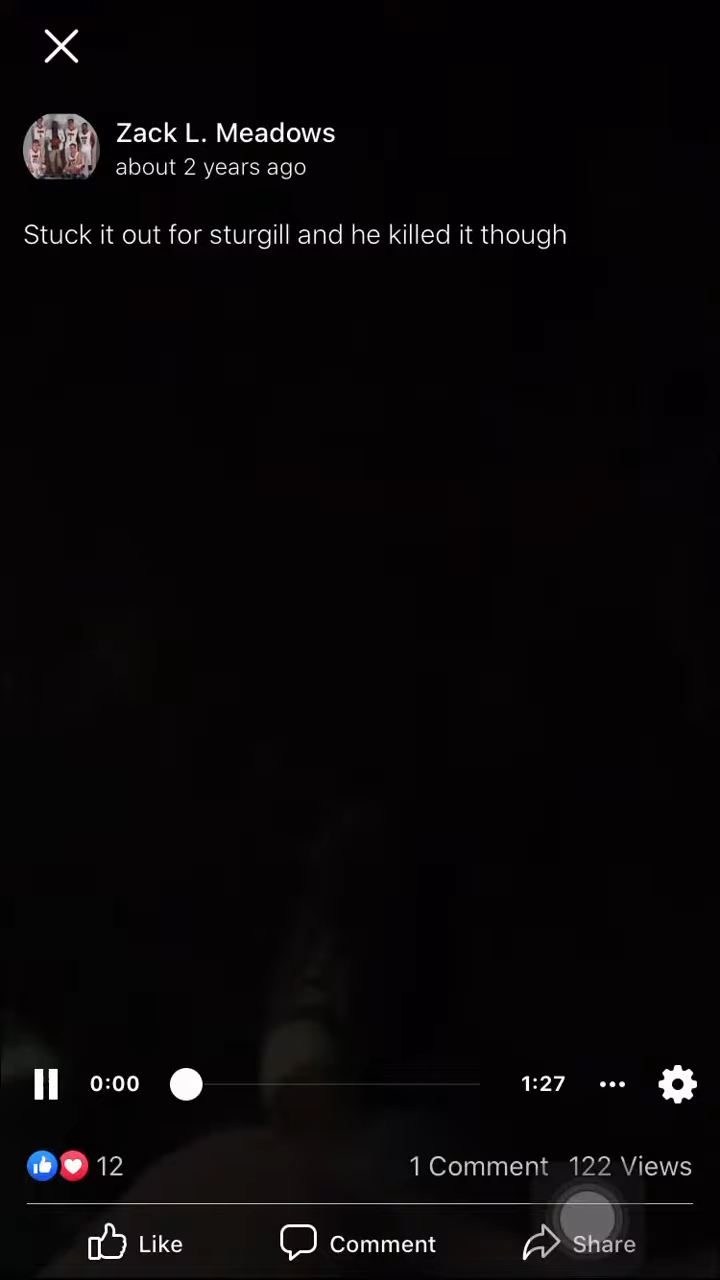 Zack L. Meadows
about 2 years ago
Stuck it out for sturgill and he killed it though
0:00 1:27
12 1 Comment 122 Views
Like Comment Share